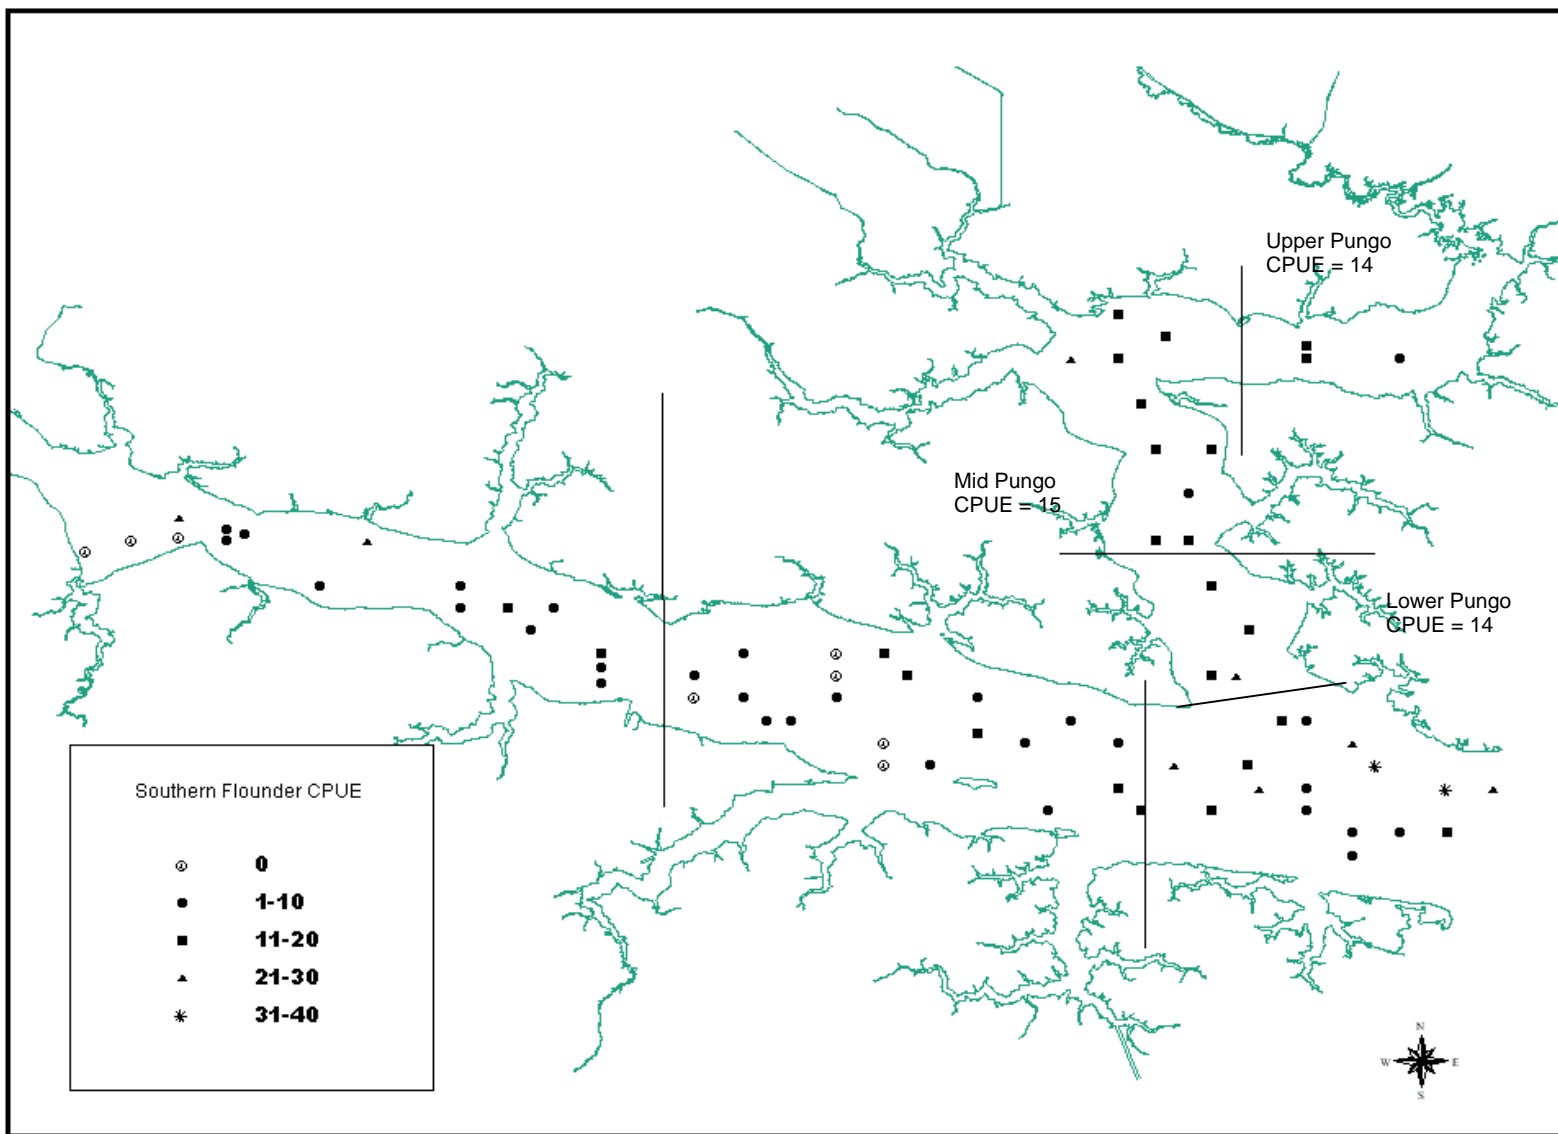 Upper Pungo
CPUE = 14
Mid Pungo
CPUE = 15
Lower Pungo
CPUE = 14
Southern Flounder CPUE
0
1-10
11-20
21-30
31-40
N
W E
S